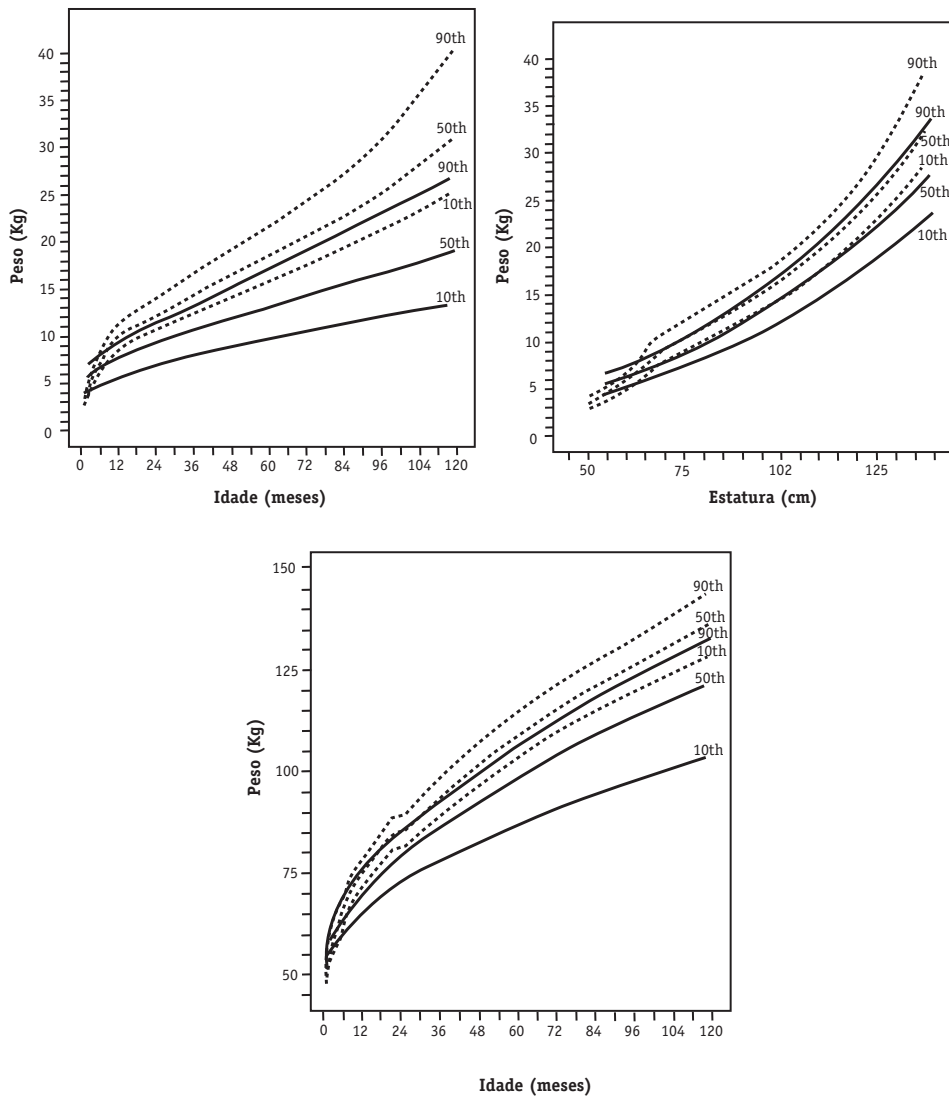 40
35
30
25
20
15
10
5
0
Peso (Kg)
90th
50th
90th
10th
50th
10th
0 12 24 36 48 60 72 84 96 108 120
Idade (meses)
40
35
30
25
20
15
10
5
0
Peso (Kg)
90th
90th
50th
10th
50th
10th
50 75 102 125
Estatura (cm)
150
125
100
75
50
Peso (Kg)
90th
50th
90th
10th
50th
10th
0 12 24 36 48 60 72 84 96 104 120
Idade (meses)